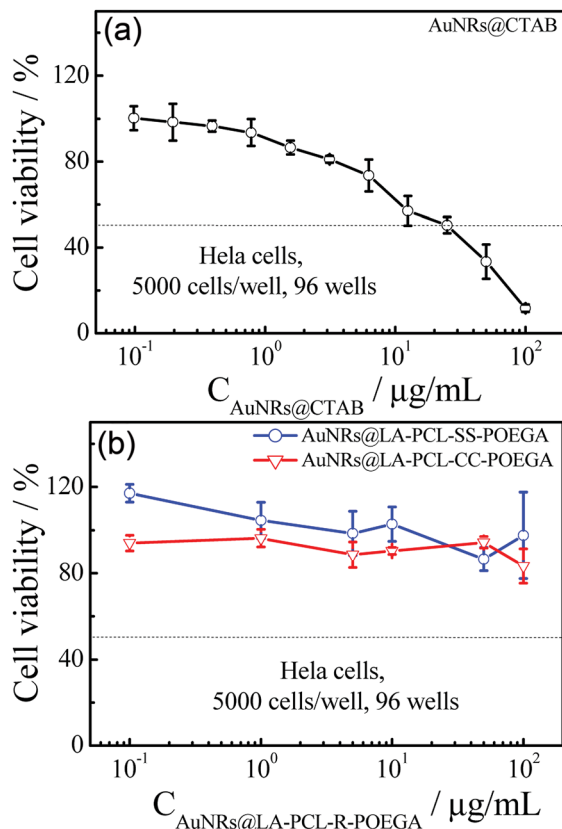 (a)
AuNRs@CTAB
Cell viability / %
120
80
40
0
Hela cells,
5000 cells/well, 96 wells
10⁻¹ 10⁰ 10¹ 10²
C AuNRs@CTAB / μg/mL
(b)
AuNRs@LA-PCL-SS-POEGA
AuNRs@LA-PCL-CC-POEGA
Cell viability / %
120
80
40
0
Hela cells,
5000 cells/well, 96 wells
10⁻¹ 10⁰ 10¹ 10²
C AuNRs@LA-PCL-R-POEGA / μg/mL